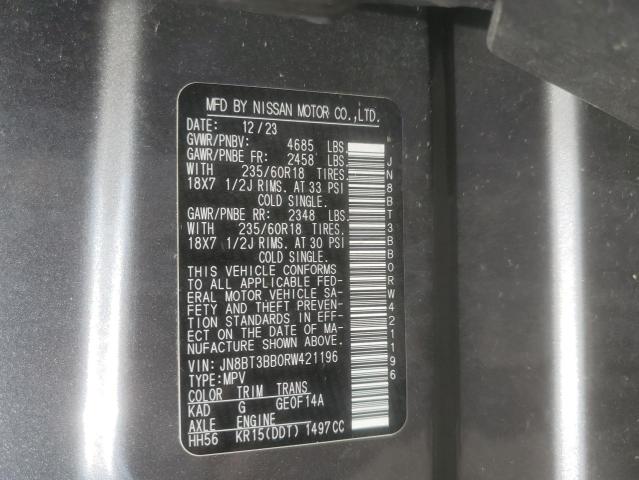 MFD BY NISSAN MOTOR CO.,LTD.
DATE: 12/23
GVWR/PNBV: 4685 LBS
GAWR/PNBE FR: 2458 LBS
WITH 235/60R18 TIRES.
18X7 1/2J RIMS. AT 33 PSI
COLD SINGLE.
GAWR/PNBE RR: 2348 LBS
WITH 235/60R18 TIRES.
18X7 1/2J RIMS. AT 30 PSI
COLD SINGLE.
THIS VEHICLE CONFORMS
TO ALL APPLICABLE FED-
ERAL MOTOR VEHICLE SA-
FETY AND THEFT PREVEN-
TION STANDARDS IN EFF-
ECT ON THE DATE OF MA-
NUFACTURE SHOWN ABOVE.
VIN: JN8BT3BB0RW421196
TYPE: MPV
COLOR TRIM TRANS
KAD G GE0F14A
AXLE ENGINE
HH56 KR15(DDT) 1497CC
JN8BT3BB0RW421196